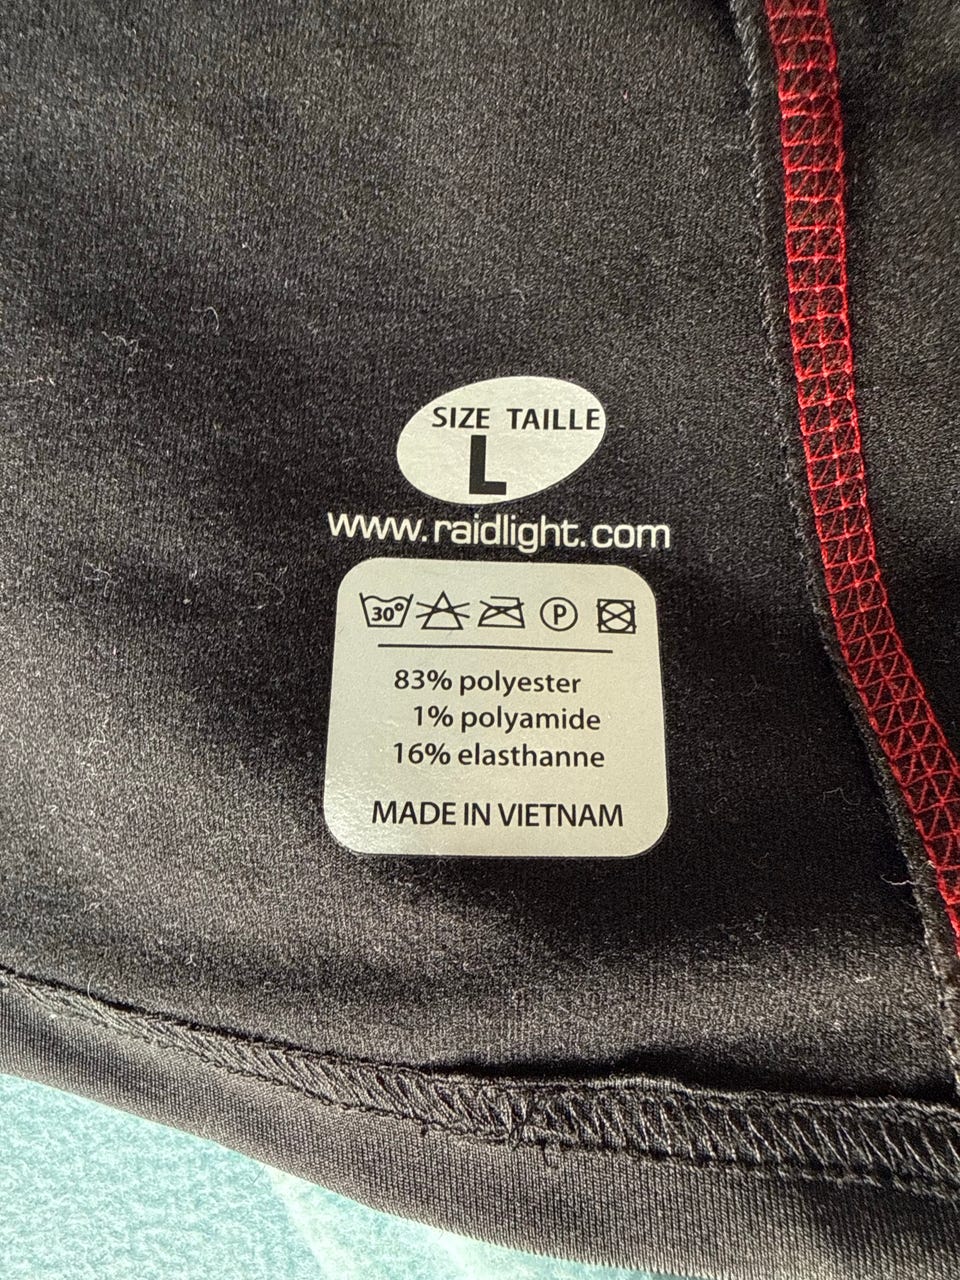 SIZE TAILLE
L
www.raidlight.com
30° P
83% polyester
1% polyamide
16% elasthanne
MADE IN VIETNAM